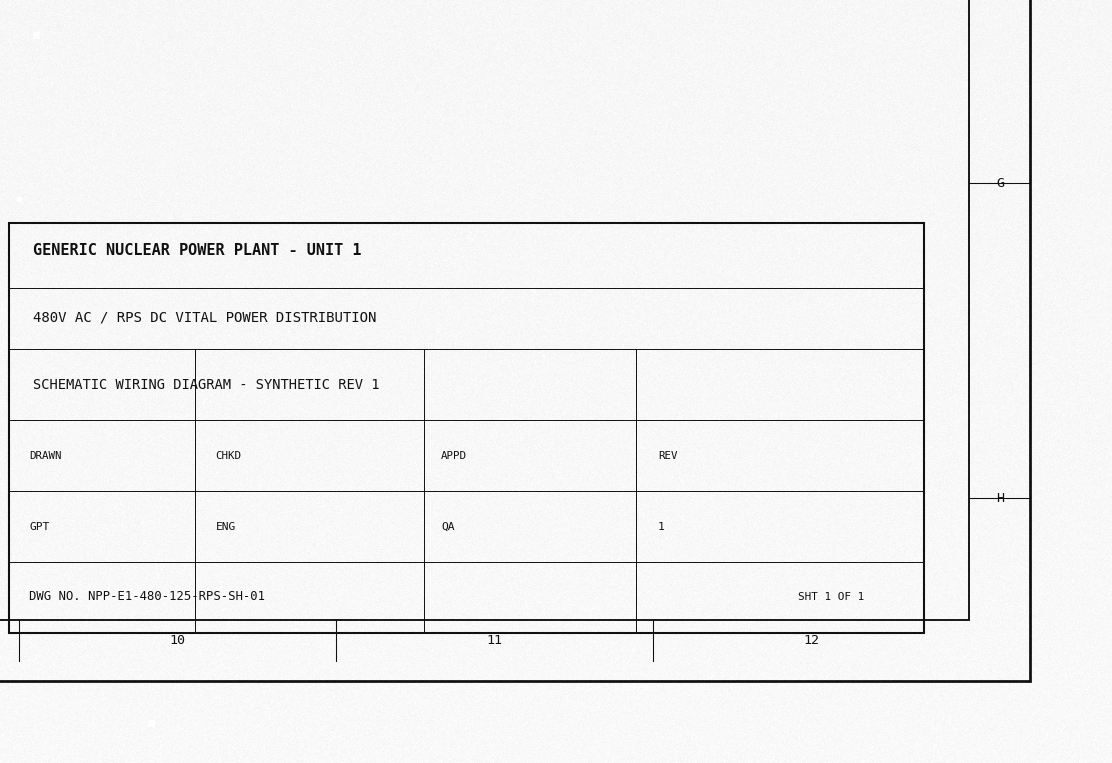 G
GENERIC NUCLEAR POWER PLANT - UNIT 1
480V AC / RPS DC VITAL POWER DISTRIBUTION
SCHEMATIC WIRING DIAGRAM - SYNTHETIC REV 1
DRAWN CHKD APPD REV
H
GPT ENG QA 1
DWG NO. NPP-E1-480-125-RPS-SH-01 SHT 1 OF 1
10 11 12